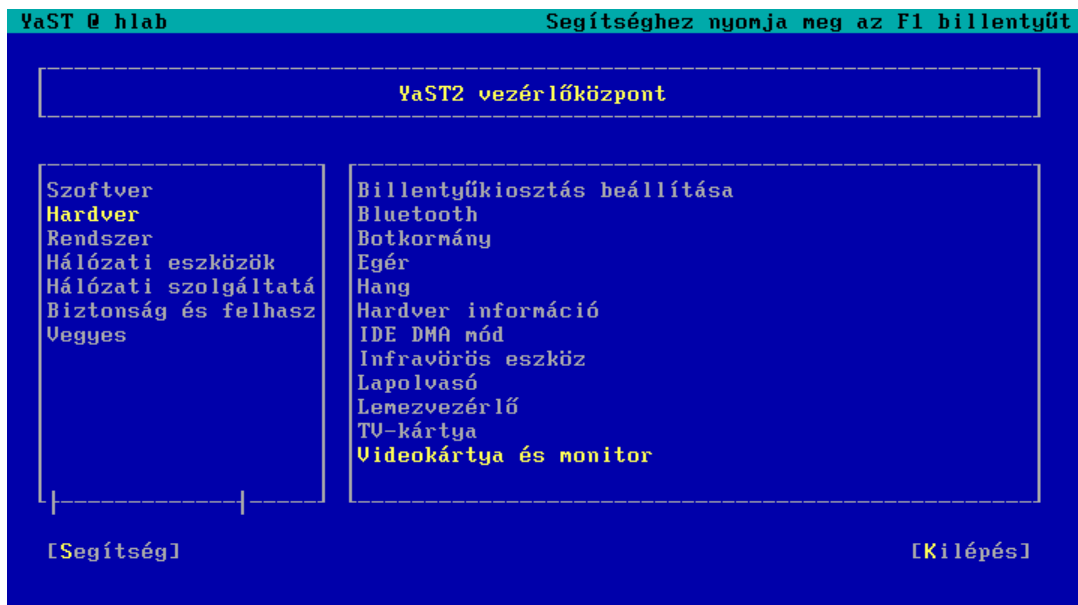 YaST @ hlab Segítséghez nyomja meg az F1 billentyűt
YaST2 vezérlőközpont
Szoftver
Hardver
Rendszer
Hálózati eszközök
Hálózati szolgáltatá
Biztonság és felhasz
Vegyes
Billentyűkiosztás beállítása
Bluetooth
Botkormány
Egér
Hang
Hardver információ
IDE DMA mód
Infravörös eszköz
Lapolvasó
Lemezvezérlő
TV-kártya
Videokártya és monitor
[Segítség] [Kilépés]